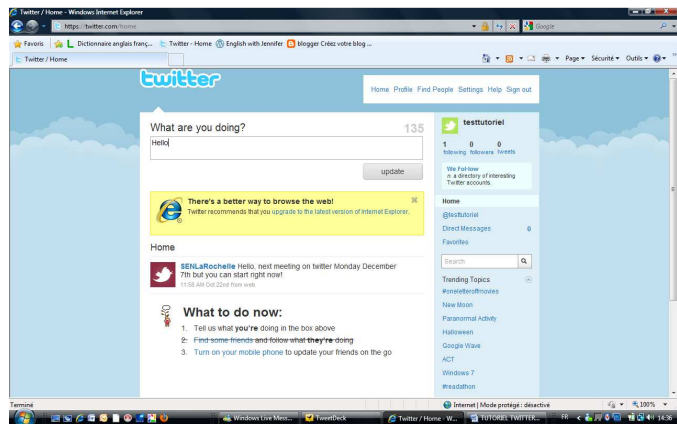 Twitter / Home - Windows Internet Explorer
https://twitter.com/home
Google
Favoris
Dictionnaire anglais franç...
Twitter - Home
English with Jennifer
blogger Créez votre blog ...
Twitter / Home
Page
Sécurité
Outils
twitter
Home Profile Find People Settings Help Sign out
What are you doing?
135
Hello
update
There's a better way to browse the web!
Twitter recommends that you upgrade to the latest version of Internet Explorer.
Home
SENLaRochelle Hello, next meeting on twitter Monday December
7th but you can start right now!
11:58 AM Oct 22nd from web
What to do now:
1. Tell us what you're doing in the box above
2. Find some friends and follow what they're doing
3. Turn on your mobile phone to update your friends on the go
testtutoriel
1 0 0
following followers tweets
We Follow
a directory of interesting
Twitter accounts.
Home
@testtutoriel
Direct Messages 0
Favorites
Search
Trending Topics
#oneletteroffmovies
New Moon
Paranormal Activity
Halloween
Google Wave
ACT
Windows 7
#readathon
Terminé
Internet | Mode protégé : désactivé
100%
Windows Live Mess...
TweetDeck
Twitter / Home - W...
TUTORIEL TWITTER...
FR
14:36